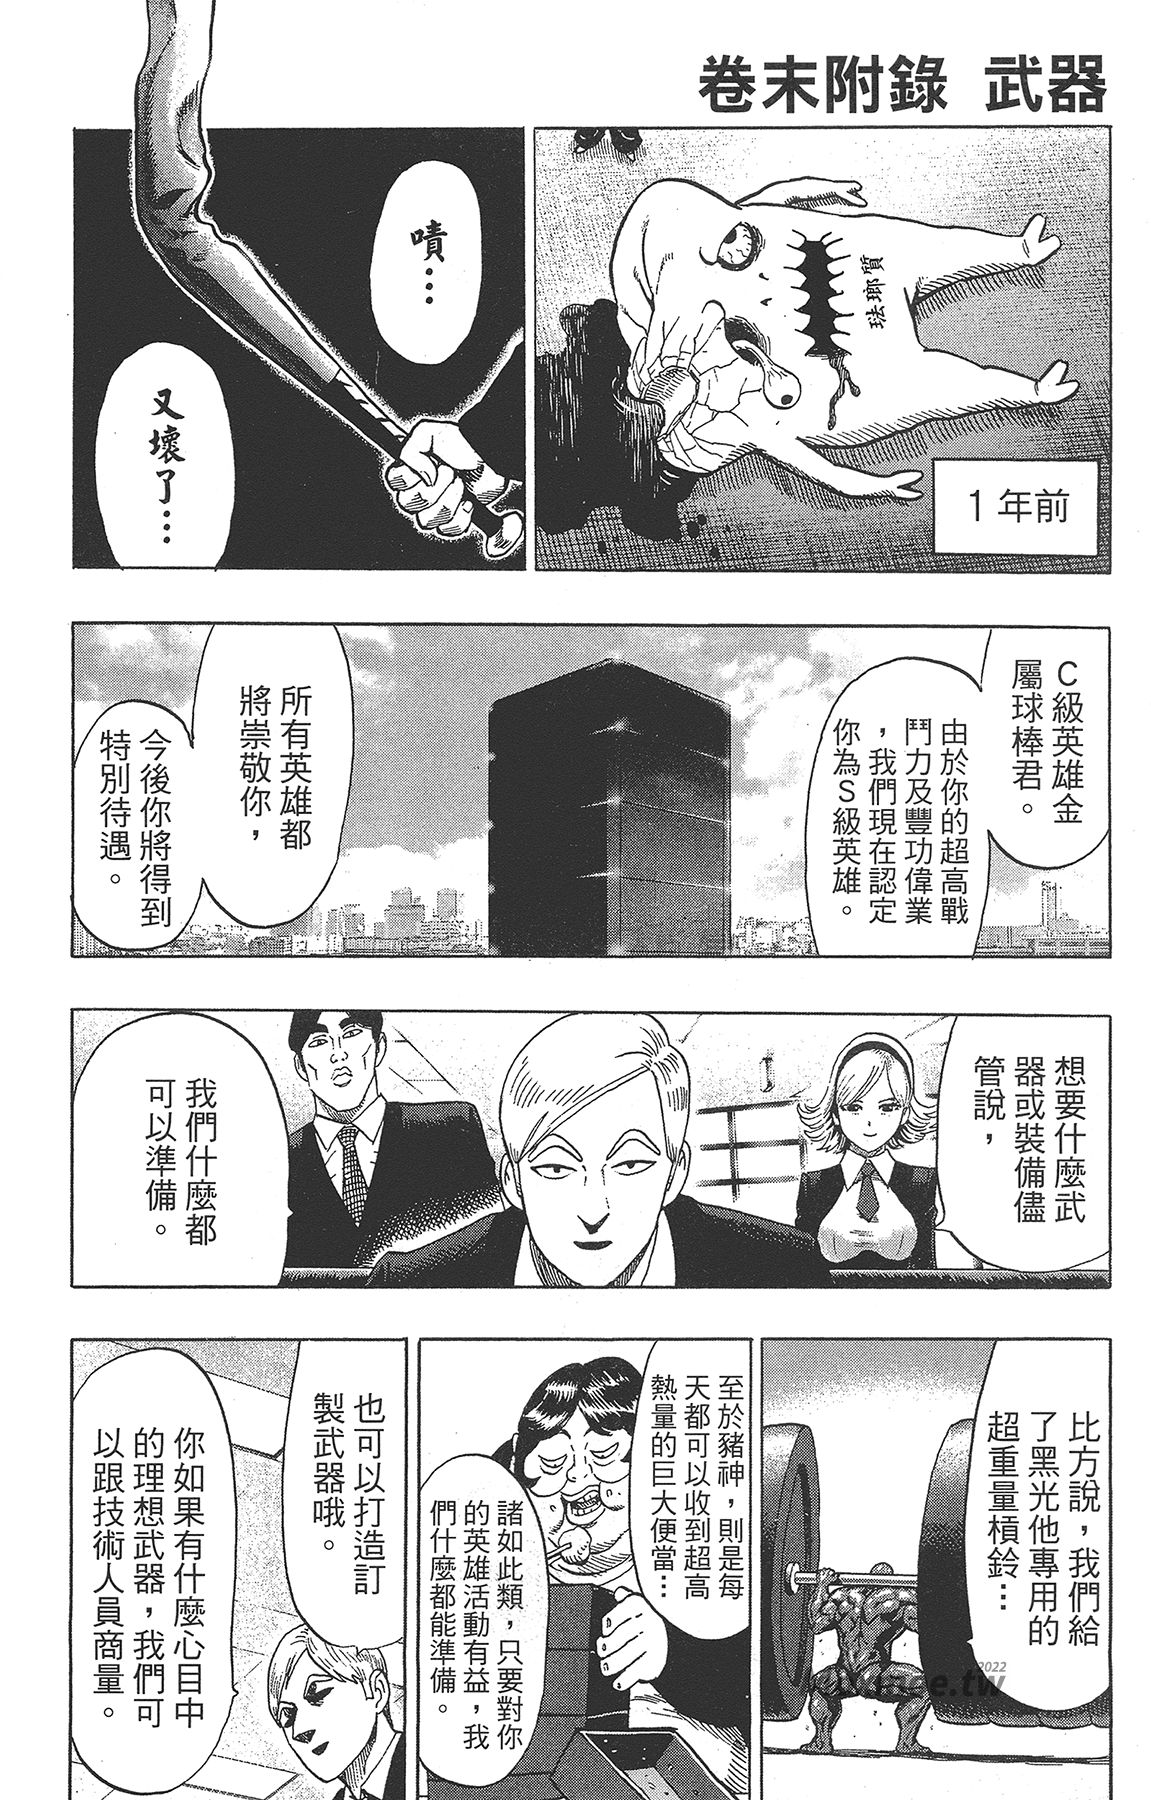 卷末附錄 武器
琺瑯質
1年前
嘖…
又壞了…
C級英雄金
屬球棒君。
由於你的超高戰
鬥力及豐功偉業
，我們現在認定
你為S級英雄。
所有英雄都
將崇敬你，
今後你將得到
特別待遇。
想要什麼武
器或裝備儘
管說，
我們什麼都
可以準備。
比方說，我們給
了黑光他專用的
超重量槓鈴…
至於豬神，則是每
天都可以收到超高
熱量的巨大便當…
諸如此類，只要對你
的英雄活動有益，我
們什麼都能準備。
也可以打造訂
製武器哦。
你如果有什麼心目中
的理想武器，我們可
以跟技術人員商量。
2022